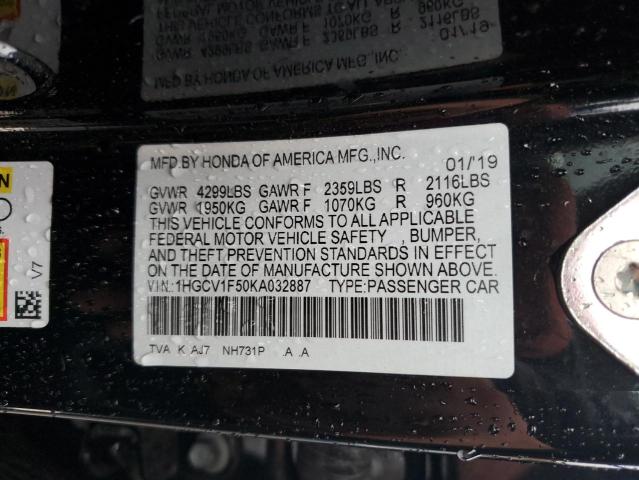 MFD BY HONDA OF AMERICA MFG.,INC. 01/19
GVWR 4299LBS GAWR F 2359LBS R 2116LBS
GVWR 1950KG GAWR F 1070KG R 960KG
THIS VEHICLE CONFORMS TO ALL APPLICABLE
FEDERAL MOTOR VEHICLE SAFETY , BUMPER,
AND THEFT PREVENTION STANDARDS IN EFFECT
ON THE DATE OF MANUFACTURE SHOWN ABOVE.
V I N.:1HGCV1F50KA032887 TYPE:PASSENGER CAR
TVA K AJ7 NH731P .A .A
V7